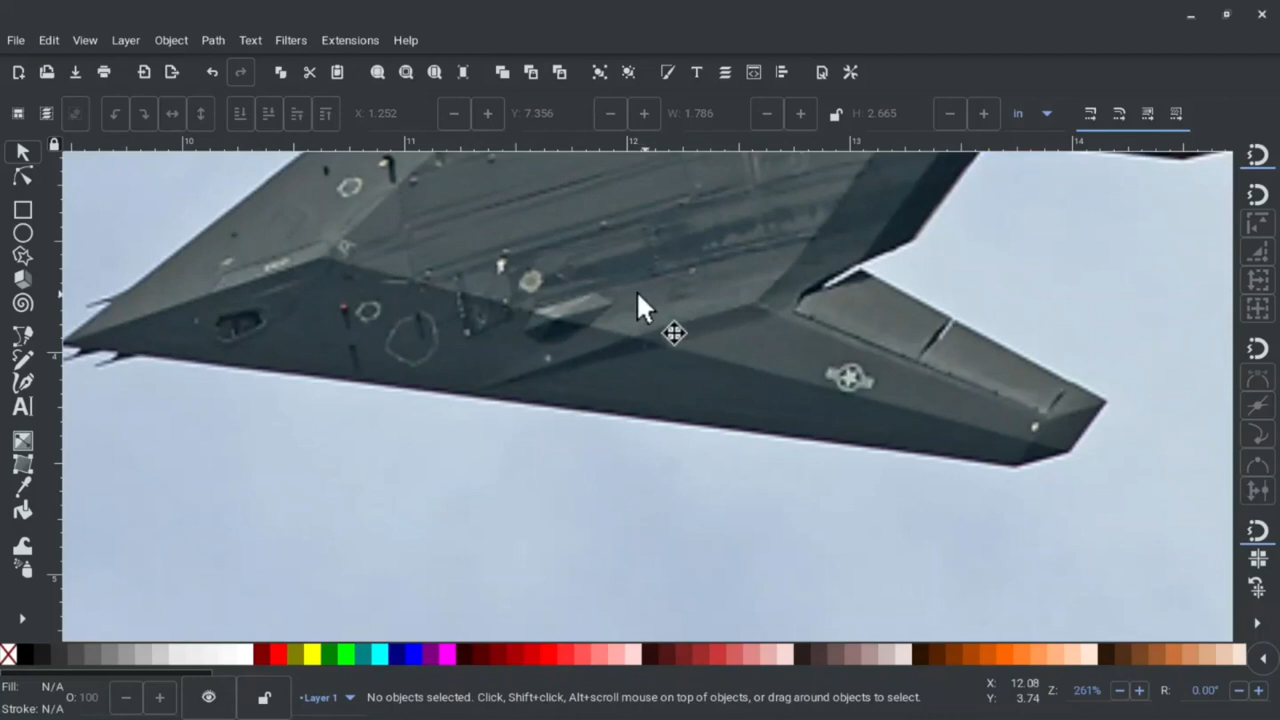 File Edit View Layer Object Path Text Filters Extensions Help
X: 1.252 Y: 7.356 W: 1.786 H: 2.665 in
10 11 12 13 14
4
5
Fill: N/A O: 100 Layer 1 No objects selected. Click, Shift+click, Alt+scroll mouse on top of objects, or drag around objects to select. X: 12.08 Z: 261% R: 0.00°
Stroke: N/A Y: 3.74